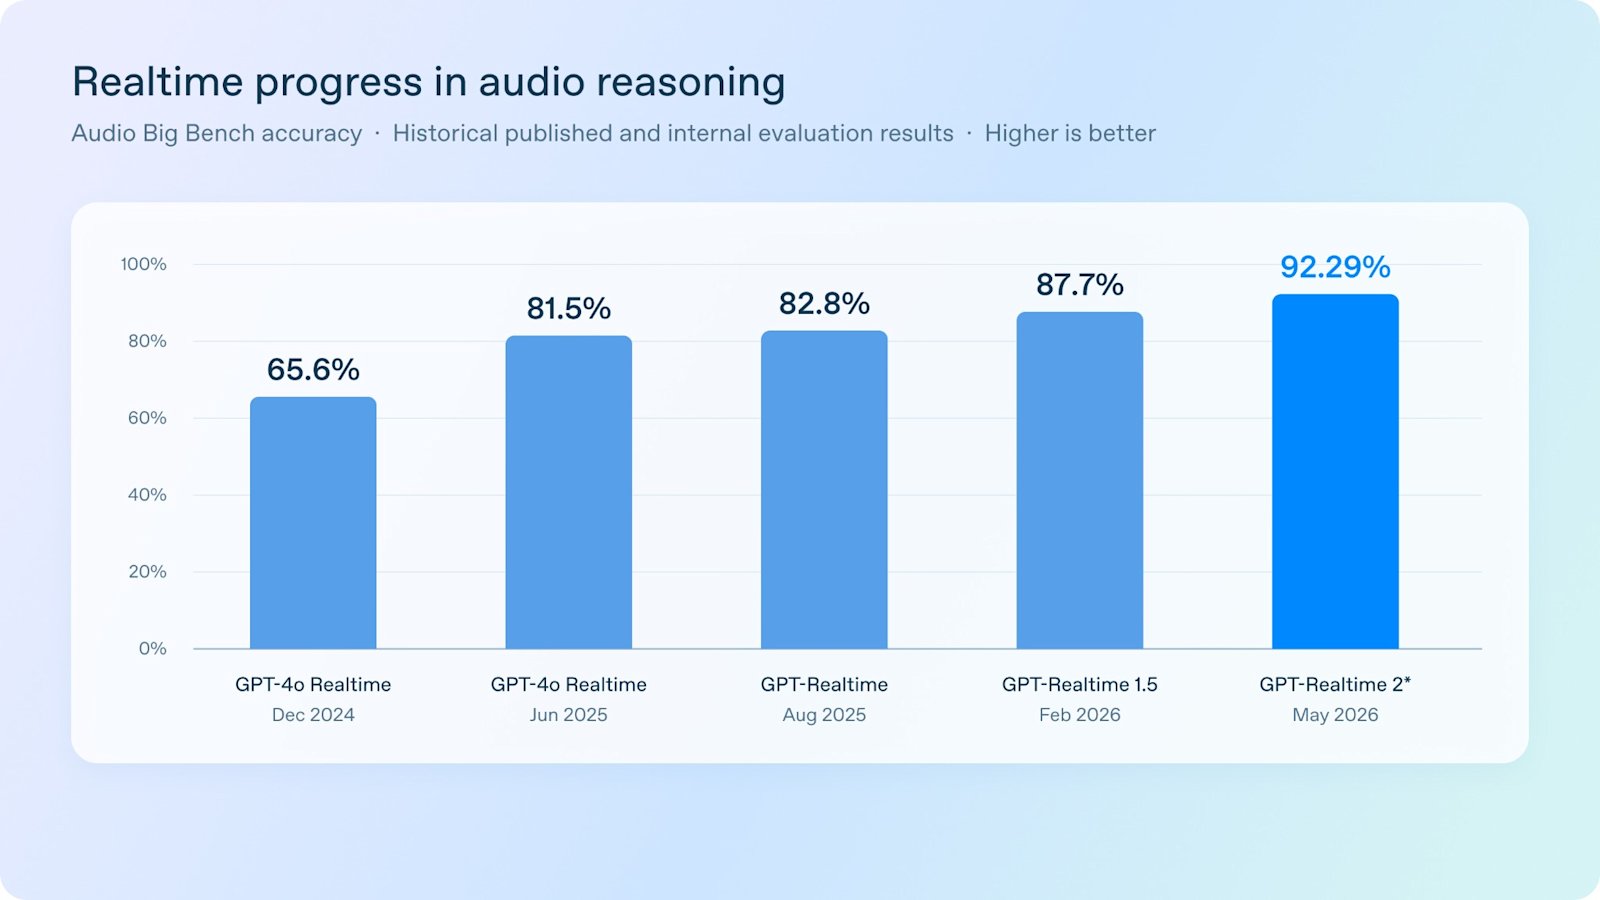 Realtime progress in audio reasoning
Audio Big Bench accuracy · Historical published and internal evaluation results · Higher is better
100%
80%
60%
40%
20%
0%
65.6%
81.5%
82.8%
87.7%
92.29%
GPT-4o Realtime
Dec 2024
GPT-4o Realtime
Jun 2025
GPT-Realtime
Aug 2025
GPT-Realtime 1.5
Feb 2026
GPT-Realtime 2*
May 2026